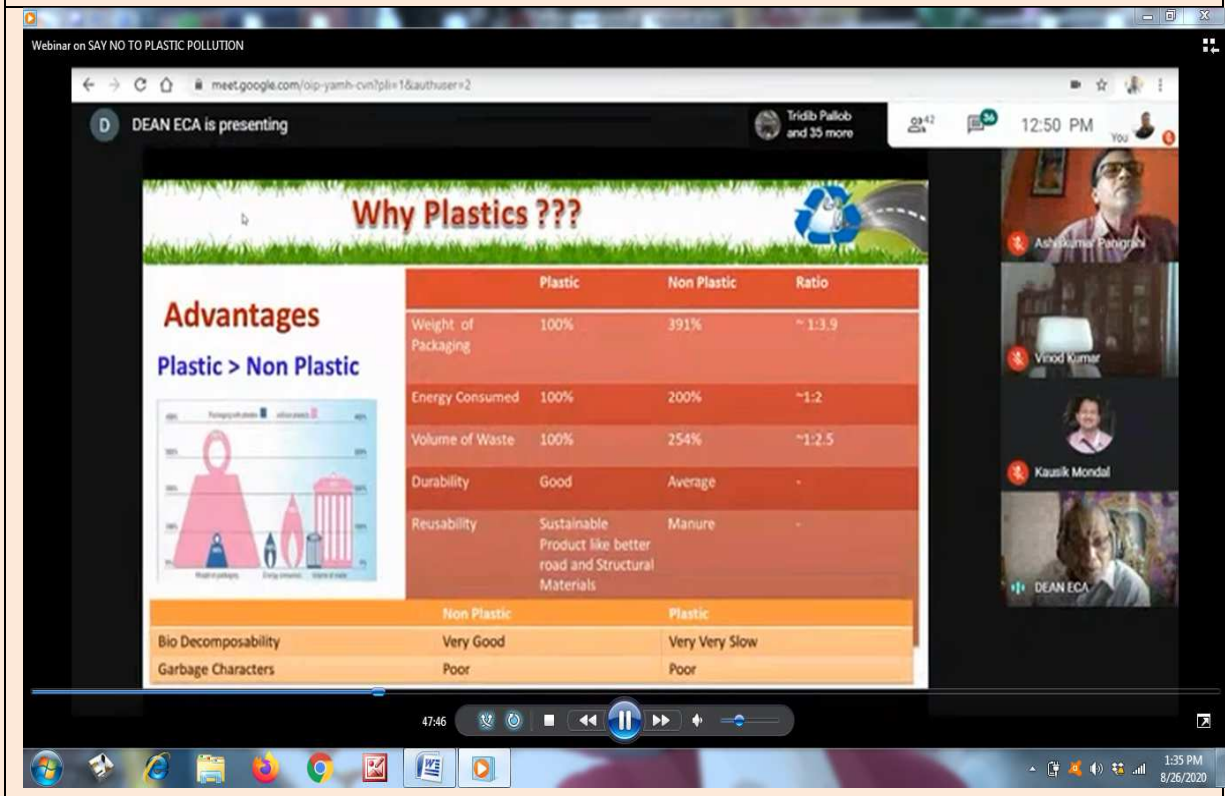 Webinar on SAY NO TO PLASTIC POLLUTION
meet.google.com/oip-yamh-cvn?pli=1&authuser=2
D DEAN ECA is presenting
Tridib Pallob
and 35 more
42
36
12:50 PM
You
Why Plastics ???
Advantages
Plastic > Non Plastic
Plastic Non Plastic Ratio
Weight of
Packaging
100% 391% ~ 1:3.9
Energy Consumed 100% 200% ~1:2
Volume of Waste 100% 254% ~1:2.5
Durability Good Average -
Reusability Sustainable
Product like better
road and Structural
Materials
Manure -
Non Plastic Plastic
Bio Decomposability Very Good Very Very Slow
Garbage Characters Poor Poor
Ashiskumar Panigrahi
Vinod Kumar
Kausik Mondal
DEAN ECA
47:46
1:35 PM
8/26/2020